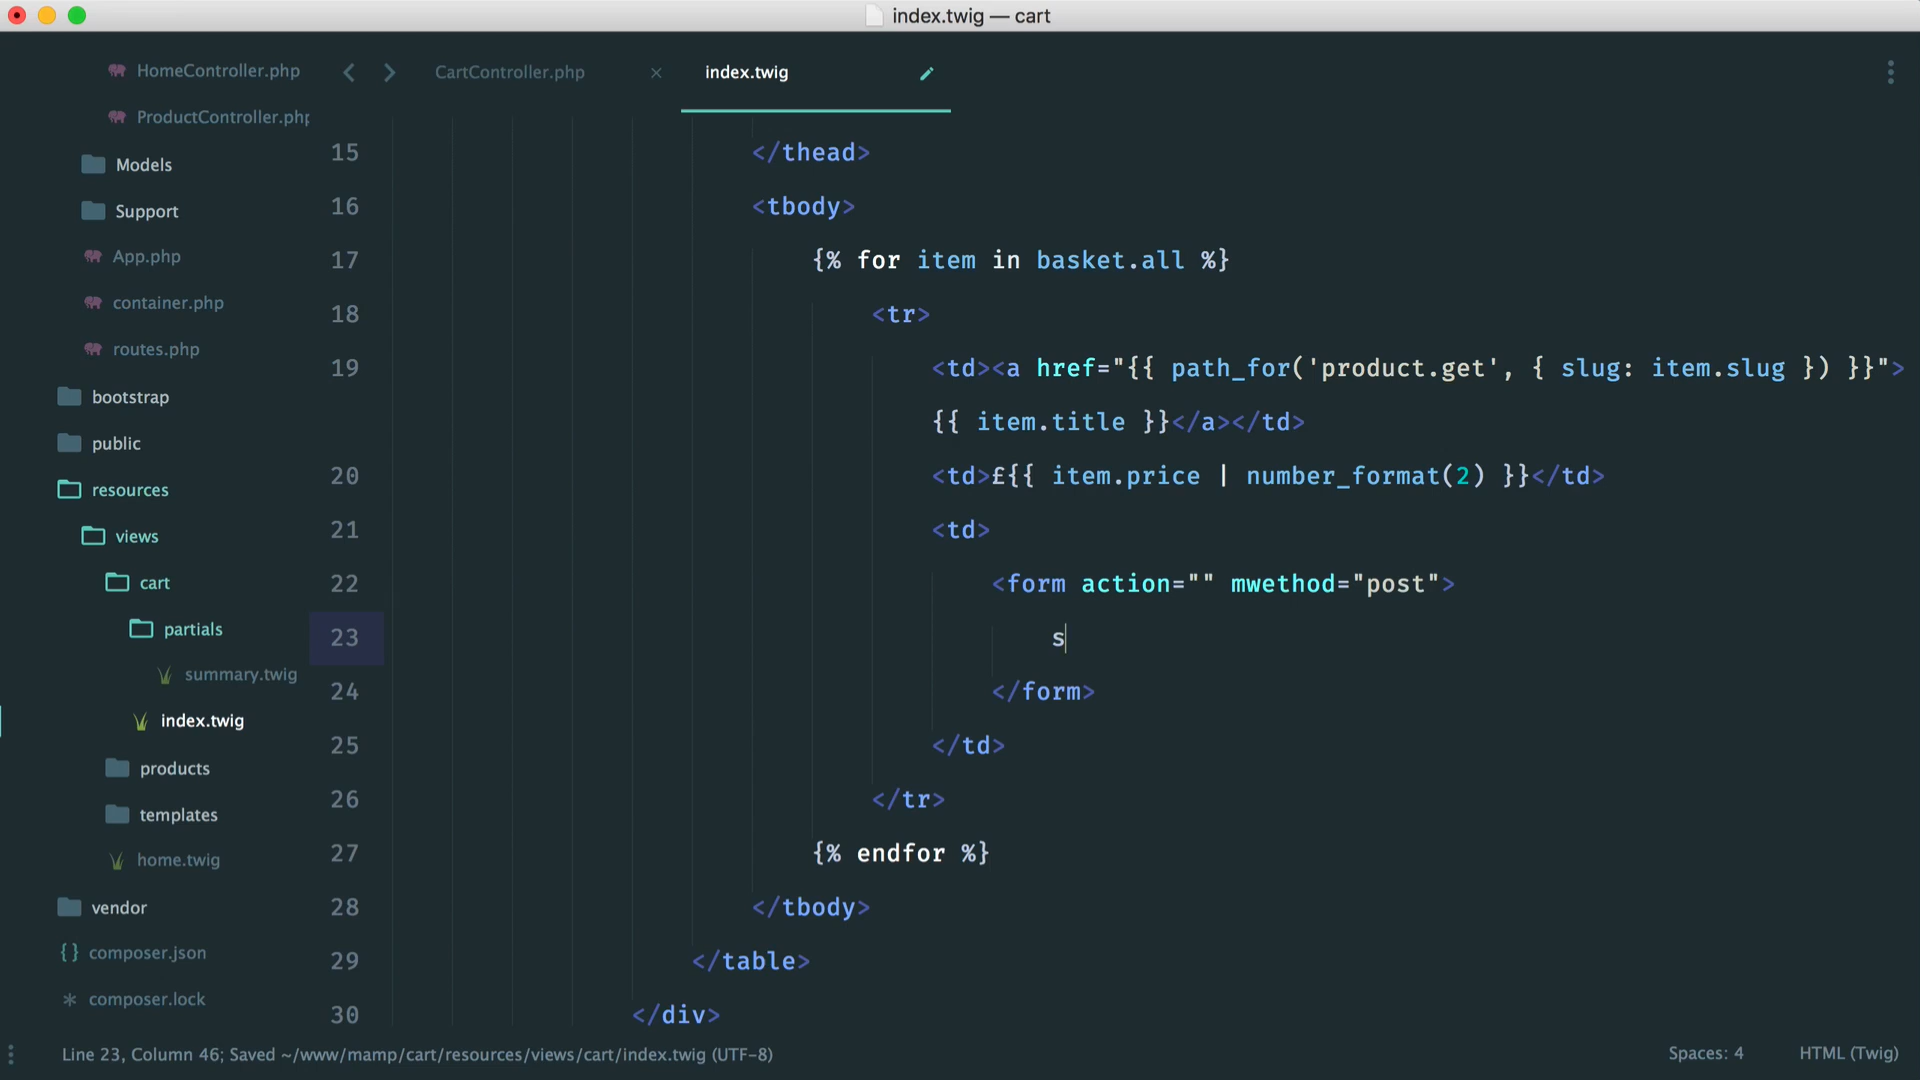 index.twig — cart
HomeController.php
ProductController.php
Models
Support
App.php
container.php
routes.php
bootstrap
public
resources
views
cart
partials
summary.twig
index.twig
products
templates
home.twig
vendor
{} composer.json
* composer.lock
CartController.php ×
index.twig
15 </thead>
16 <tbody>
17 {% for item in basket.all %}
18 <tr>
19 <td><a href="{{ path_for('product.get', { slug: item.slug }) }}">
{{ item.title }}</a></td>
20 <td>£{{ item.price | number_format(2) }}</td>
21 <td>
22 <form action="" mwethod="post">
23 s
24 </form>
25 </td>
26 </tr>
27 {% endfor %}
28 </tbody>
29 </table>
30 </div>
Line 23, Column 46; Saved ~/www/mamp/cart/resources/views/cart/index.twig (UTF-8)
Spaces: 4
HTML (Twig)